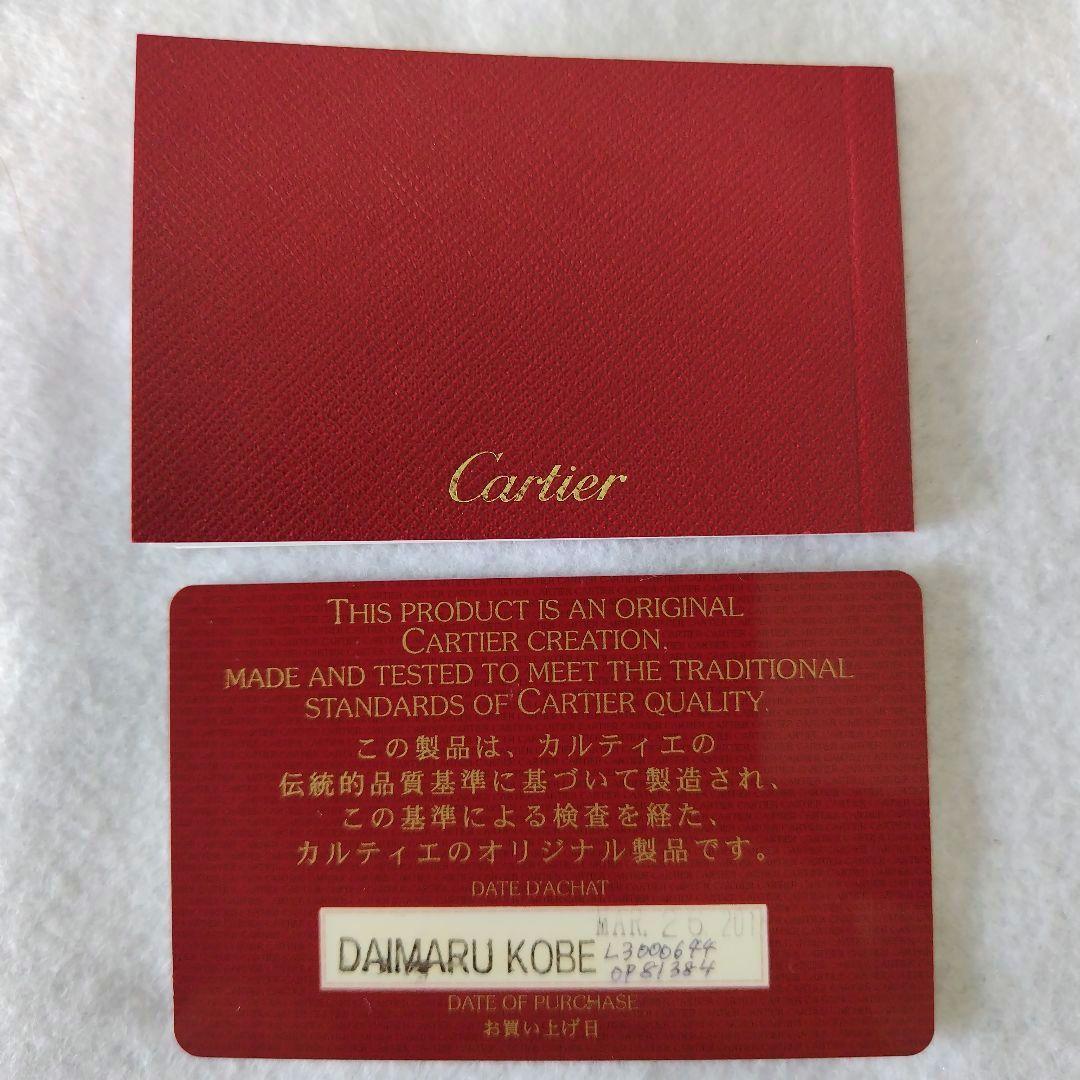 Cartier
THIS PRODUCT IS AN ORIGINAL
CARTIER CREATION.
MADE AND TESTED TO MEET THE TRADITIONAL
STANDARDS OF CARTIER QUALITY.
この製品は、カルティエの
伝統的品質基準に基づいて製造され、
この基準による検査を経た、
カルティエのオリジナル製品です。
DATE D'ACHAT
MAR. 26
DAIMARU KOBE
L3000644
OP81384
DATE OF PURCHASE
お買い上げ日